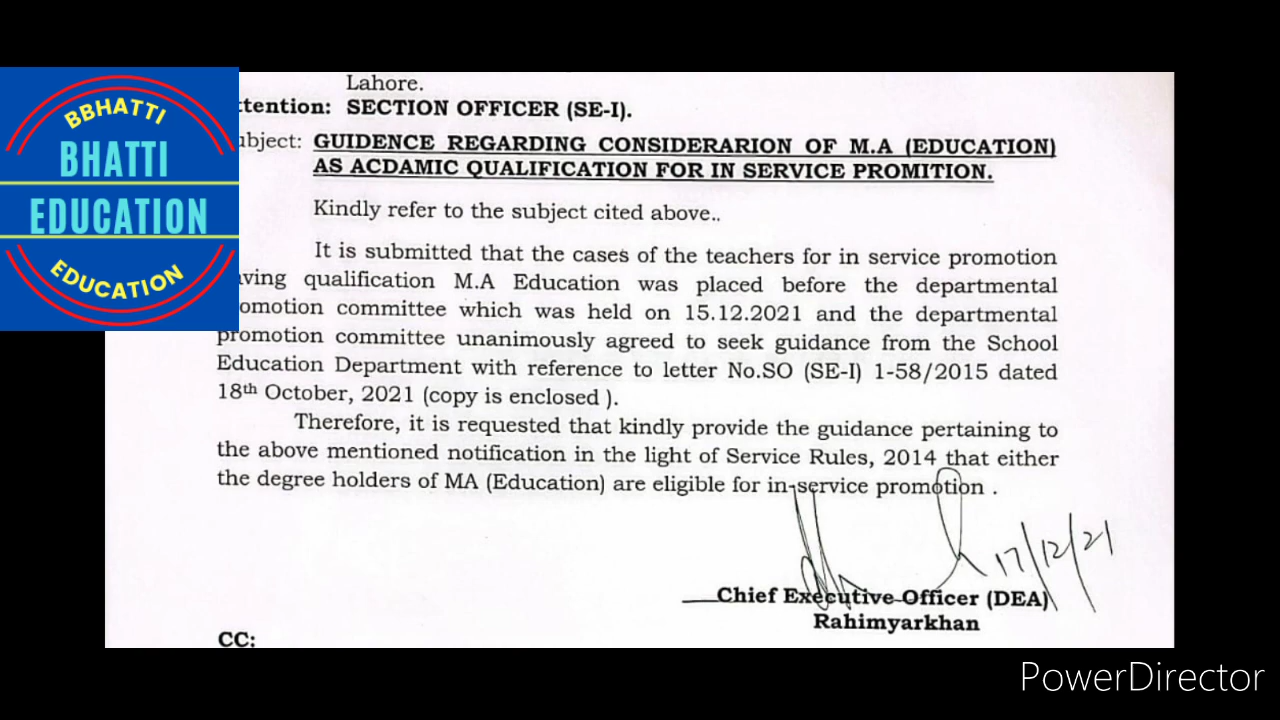 BBHATTI
BHATTI
EDUCATION
EDUCATION
Lahore.
ttention: SECTION OFFICER (SE-I).
ubject: GUIDENCE REGARDING CONSIDERARION OF M.A (EDUCATION)
AS ACDAMIC QUALIFICATION FOR IN SERVICE PROMITION.
Kindly refer to the subject cited above..
It is submitted that the cases of the teachers for in service promotion
aving qualification M.A Education was placed before the departmental
omotion committee which was held on 15.12.2021 and the departmental
promotion committee unanimously agreed to seek guidance from the School
Education Department with reference to letter No.SO (SE-I) 1-58/2015 dated
18th October, 2021 (copy is enclosed ).
Therefore, it is requested that kindly provide the guidance pertaining to
the above mentioned notification in the light of Service Rules, 2014 that either
the degree holders of MA (Education) are eligible for in-service promotion .
17/12/21
Chief Executive Officer (DEA)
Rahimyarkhan
CC:
PowerDirector